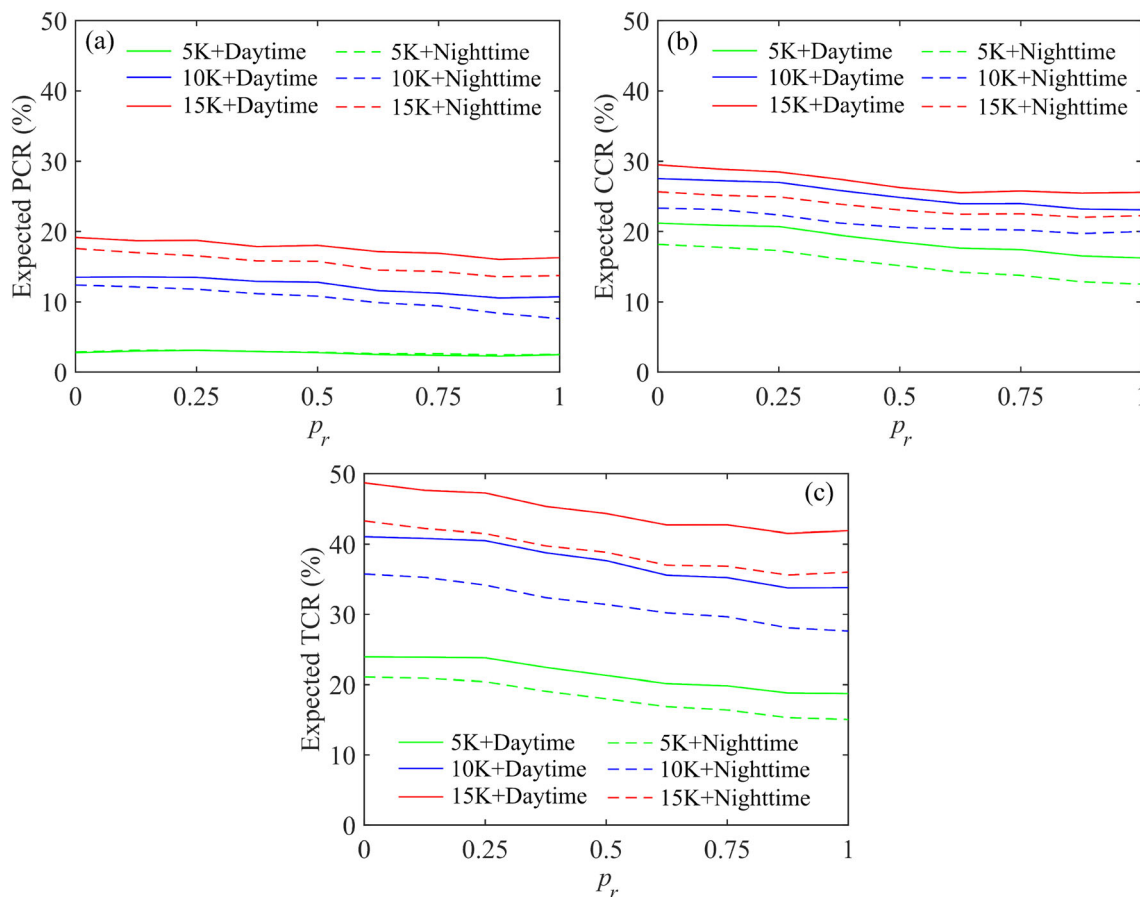 50
(a)
5K+Daytime 5K+Nighttime
10K+Daytime 10K+Nighttime
15K+Daytime 15K+Nighttime
40
30
20
10
0
Expected PCR (%)
0 0.25 0.5 0.75 1
p_r
50
(b)
5K+Daytime 5K+Nighttime
10K+Daytime 10K+Nighttime
15K+Daytime 15K+Nighttime
40
30
20
10
0
Expected CCR (%)
0 0.25 0.5 0.75 1
p_r
50
(c)
40
30
20
10
0
Expected TCR (%)
5K+Daytime 5K+Nighttime
10K+Daytime 10K+Nighttime
15K+Daytime 15K+Nighttime
0 0.25 0.5 0.75 1
p_r